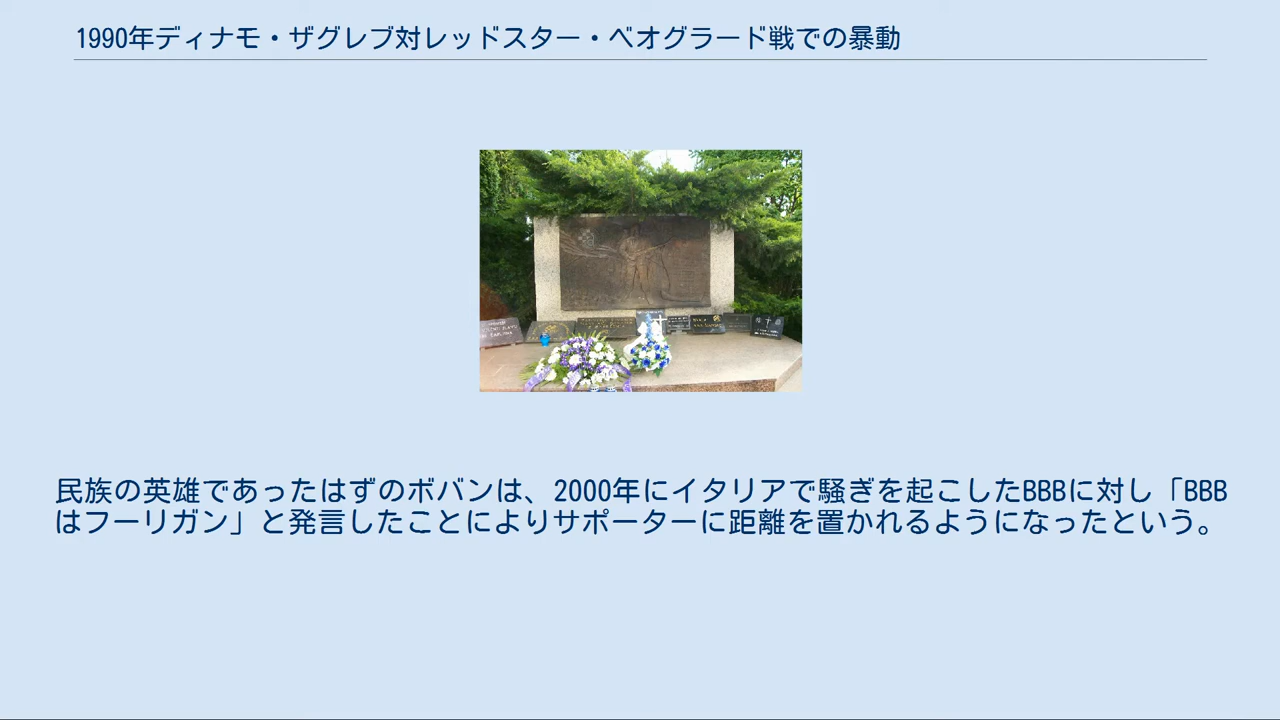 1990年ディナモ・ザグレブ対レッドスター・ベオグラード戦での暴動
民族の英雄であったはずのボバンは、2000年にイタリアで騒ぎを起こしたBBBに対し「BBB
はフーリガン」と発言したことによりサポーターに距離を置かれるようになったという。